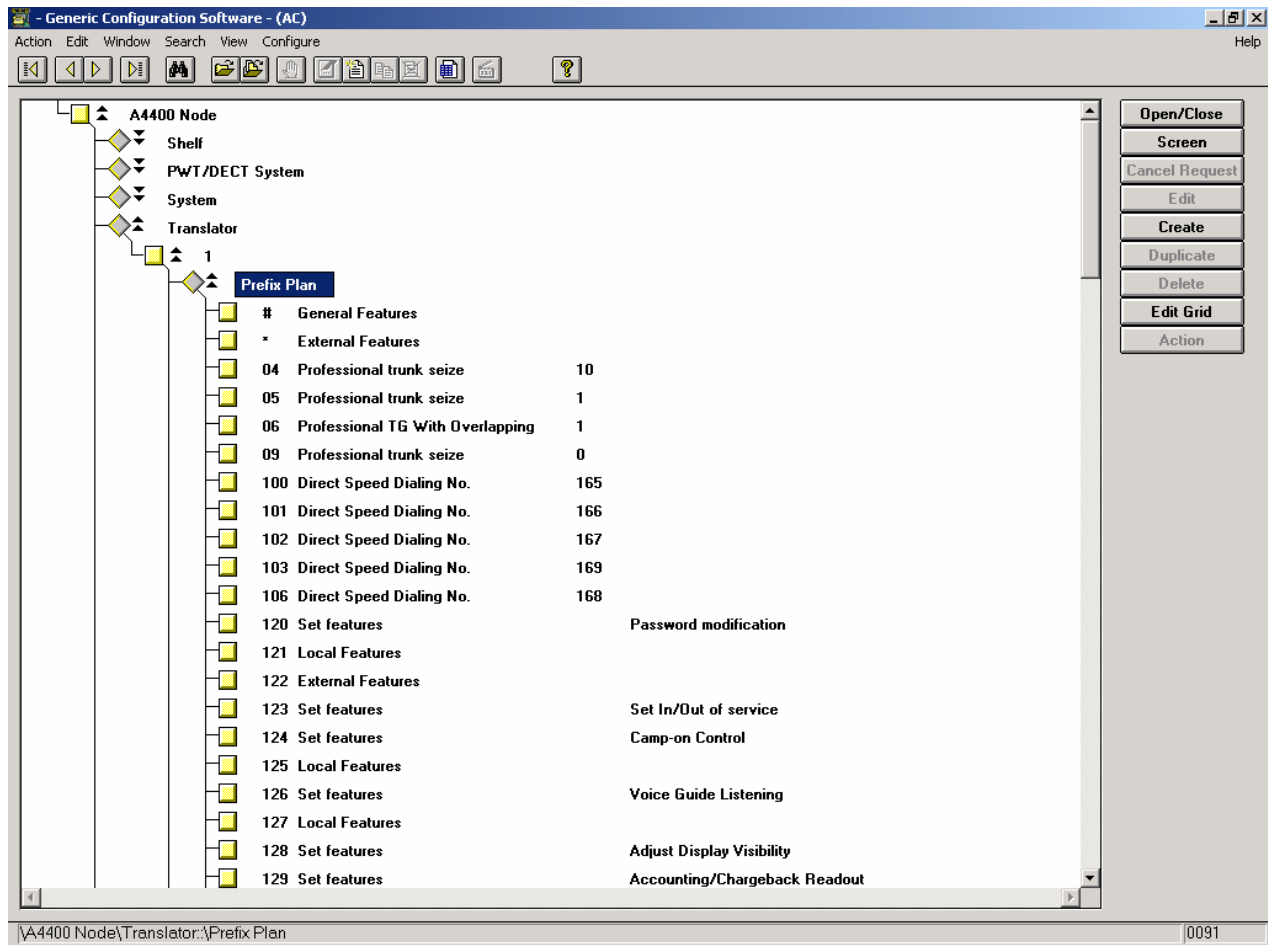 - Generic Configuration Software - (AC)
Action Edit Window Search View Configure Help
A4400 Node
Shelf
PWT/DECT System
System
Translator
1
Prefix Plan
# General Features
* External Features
04 Professional trunk seize 10
05 Professional trunk seize 1
06 Professional TG With Overlapping 1
09 Professional trunk seize 0
100 Direct Speed Dialing No. 165
101 Direct Speed Dialing No. 166
102 Direct Speed Dialing No. 167
103 Direct Speed Dialing No. 169
106 Direct Speed Dialing No. 168
120 Set features Password modification
121 Local Features
122 External Features
123 Set features Set In/Out of service
124 Set features Camp-on Control
125 Local Features
126 Set features Voice Guide Listening
127 Local Features
128 Set features Adjust Display Visibility
129 Set features Accounting/Chargeback Readout
Open/Close
Screen
Cancel Request
Edit
Create
Duplicate
Delete
Edit Grid
Action
\A4400 Node\Translator::\Prefix Plan 0091